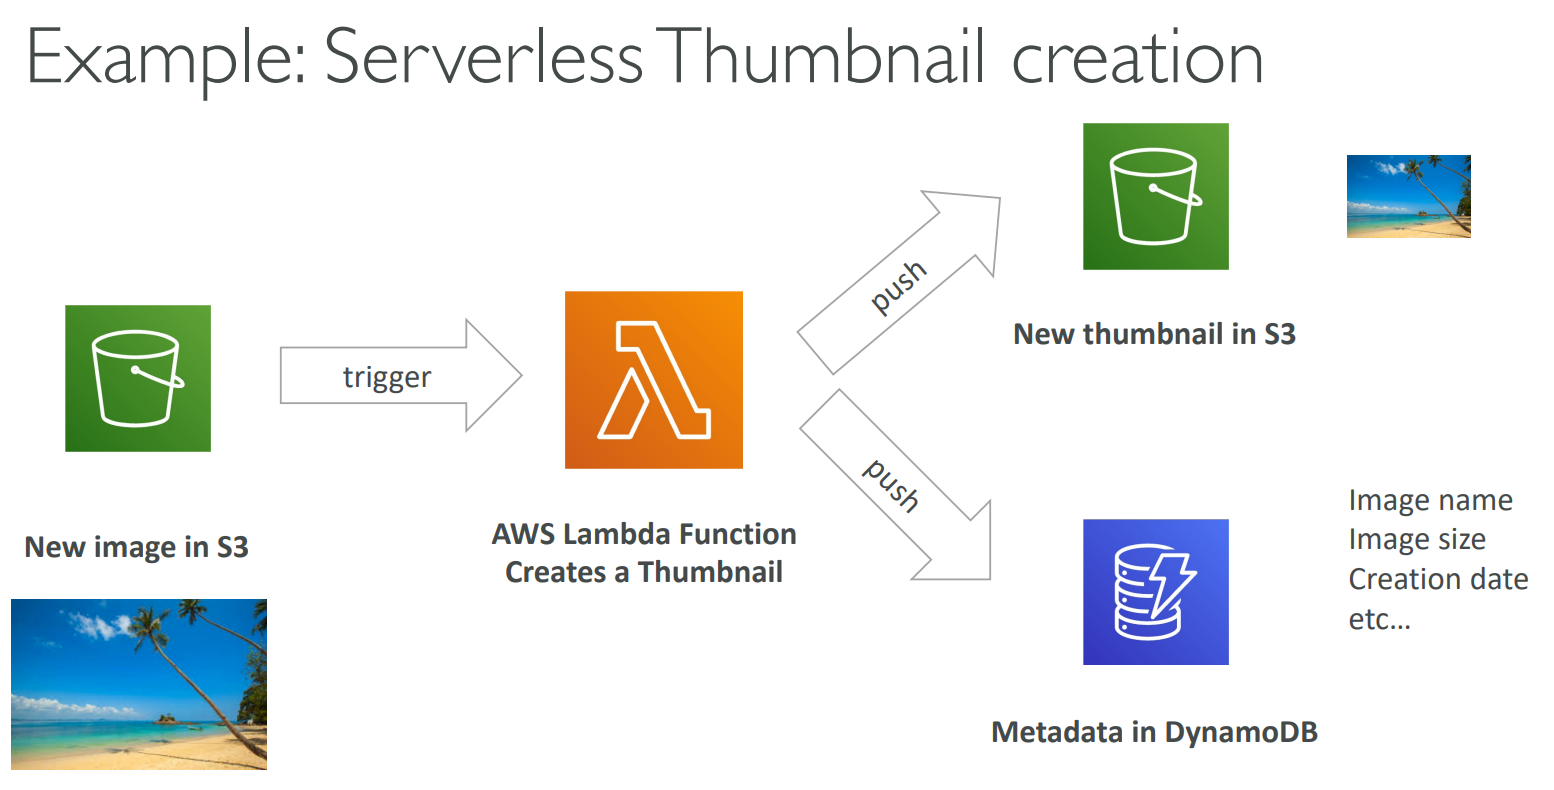 Example: Serverless Thumbnail creation
trigger
push
push
New image in S3
AWS Lambda Function
Creates a Thumbnail
New thumbnail in S3
Image name
Image size
Creation date
etc...
Metadada in DynamoDB